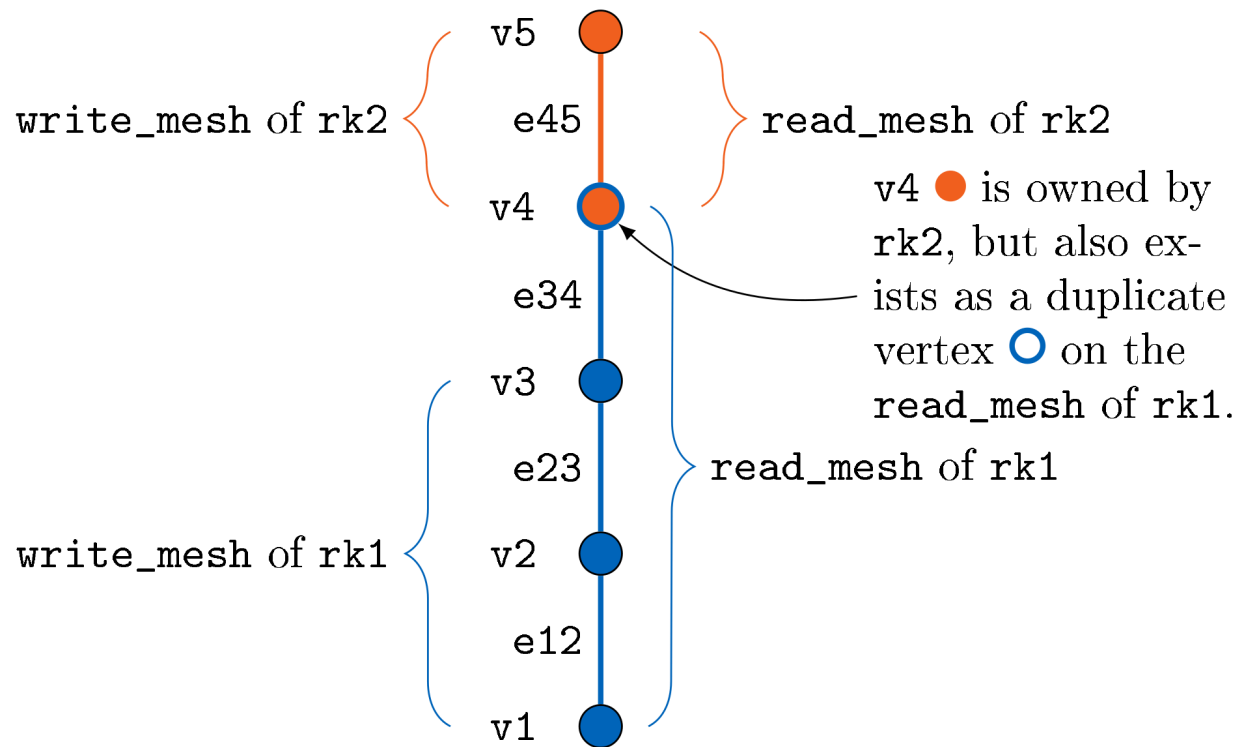 v5
write_mesh of rk2
e45
read_mesh of rk2
v4
v4 is owned by
rk2, but also ex-
ists as a duplicate
vertex on the
read_mesh of rk1.
e34
v3
e23
read_mesh of rk1
write_mesh of rk1
v2
e12
v1